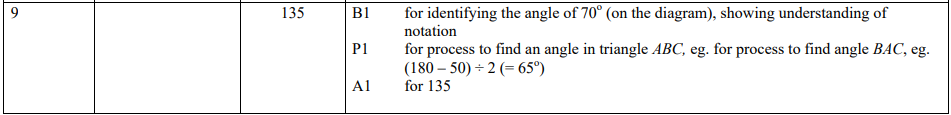 9 135 B1 for identifying the angle of 70° (on the diagram), showing understanding of
notation
P1 for process to find an angle in triangle ABC, eg. for process to find angle BAC, eg.
(180 – 50) ÷ 2 (= 65°)
A1 for 135